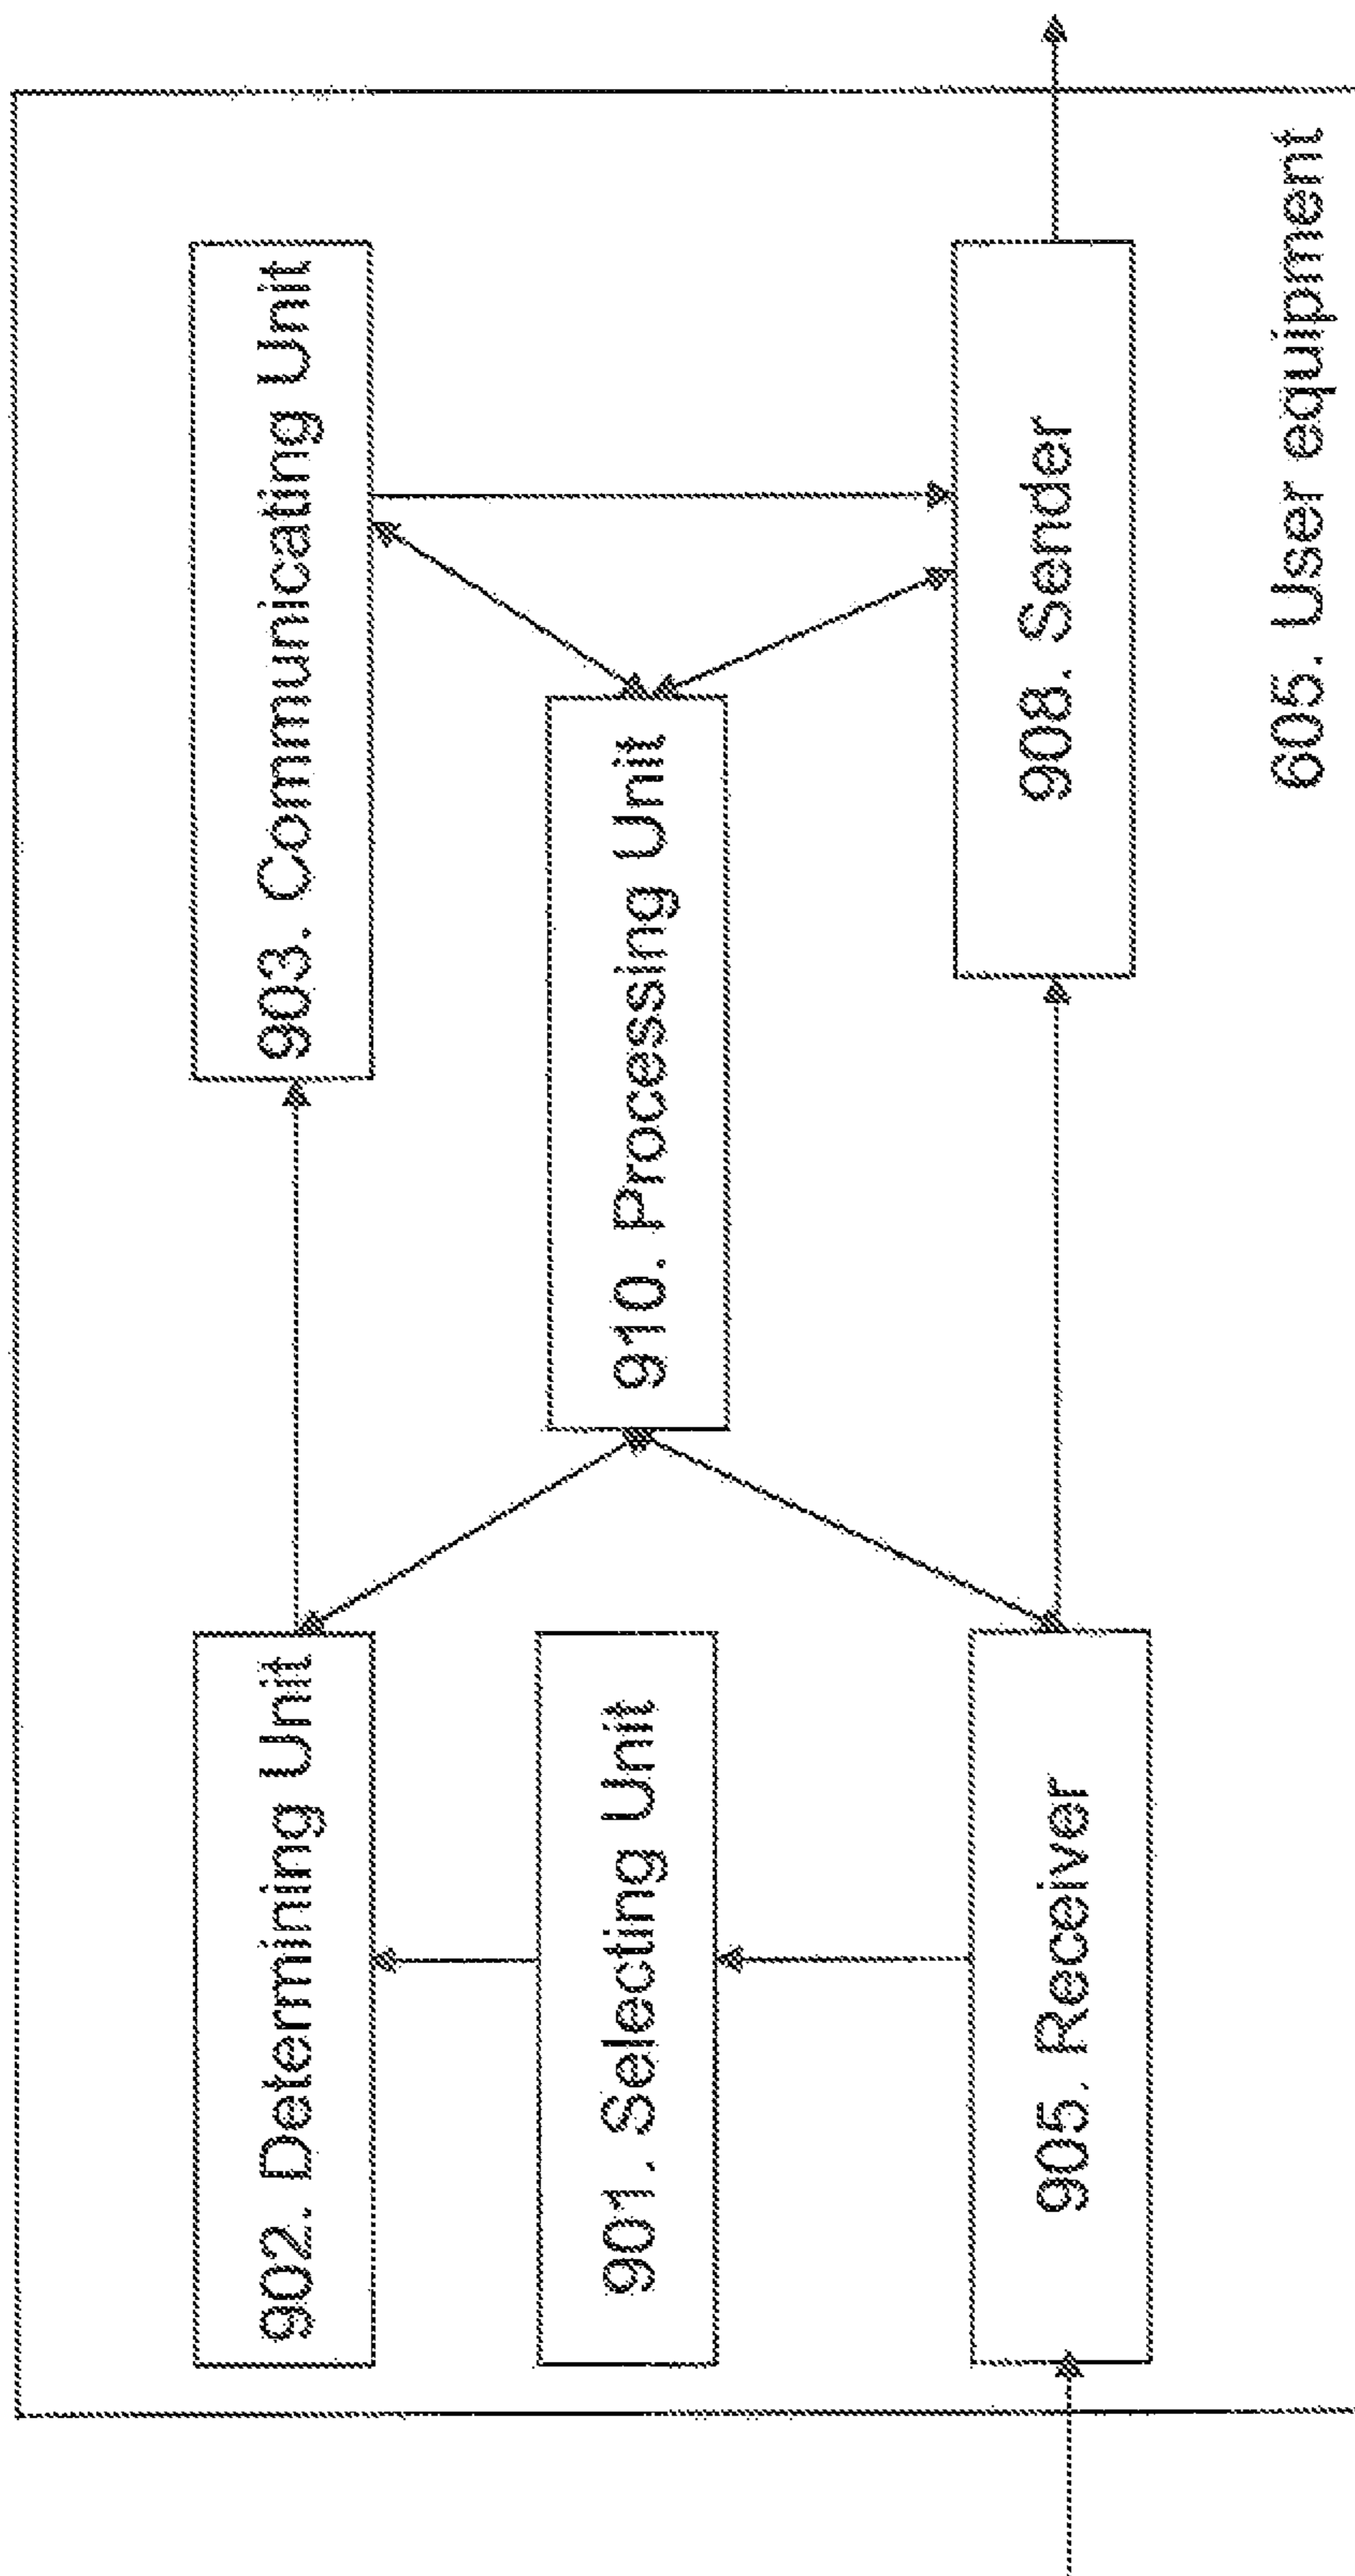 902. Determining Unit
903. Communicating Unit
901. Selecting Unit
910. Processing Unit
905. Receiver
908. Sender
605. User equipment